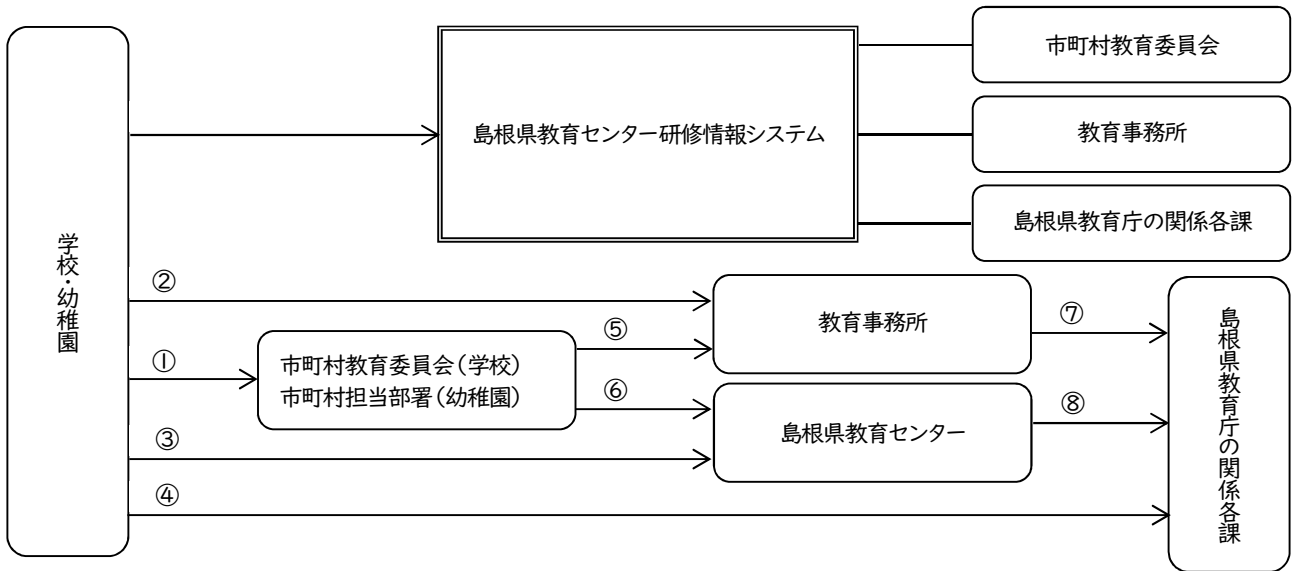 市町村教育委員会
島根県教育センター研修情報システム
教育事務所
島根県教育庁の関係各課
学校・幼稚園
②
教育事務所
⑦
⑤
①
市町村教育委員会(学校)
市町村担当部署(幼稚園)
⑥
島根県教育センター
⑧
③
④
島根県教育庁の関係各課